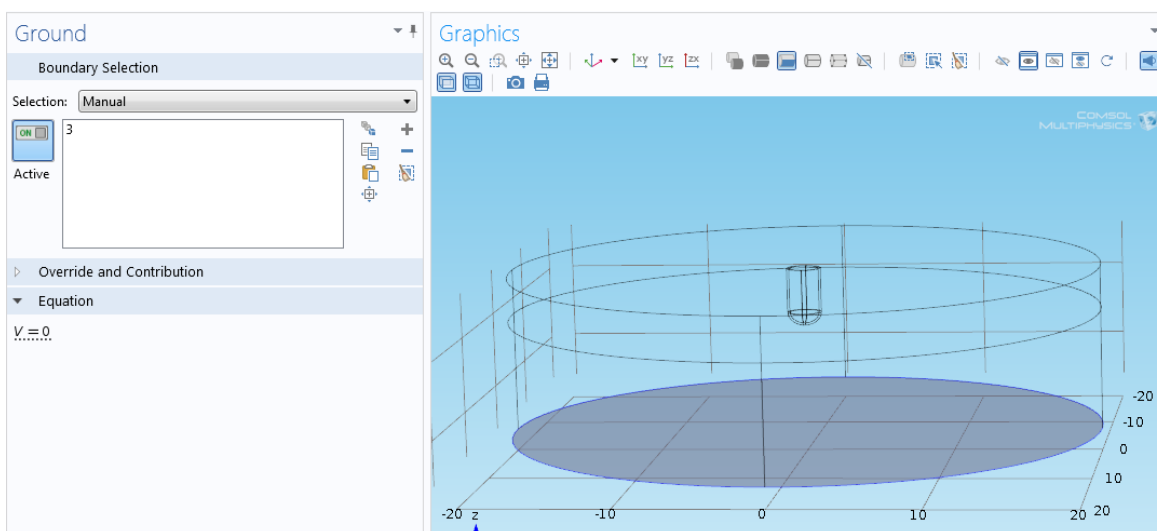 Ground
Boundary Selection
Selection: Manual
ON
3
Active
Override and Contribution
Equation
V = 0
Graphics
xy yz zx
COMSOL
MULTIPHYSICS
-20
-10
0
10
20
-20 z -10 0 10 20